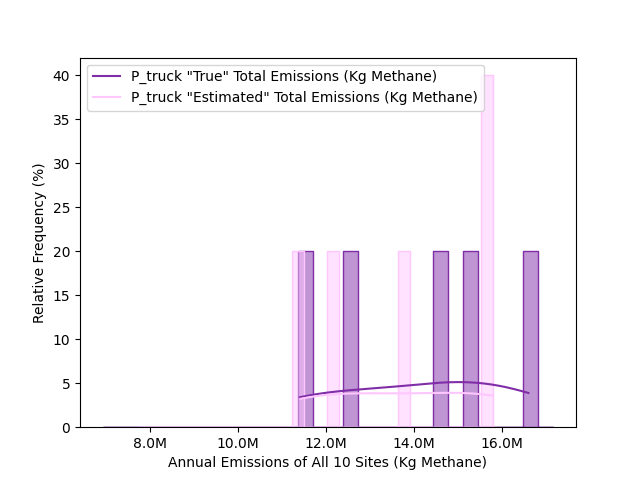 P_truck "True" Total Emissions (Kg Methane)
P_truck "Estimated" Total Emissions (Kg Methane)
Relative Frequency (%)
40
35
30
25
20
15
10
5
0
8.0M 10.0M 12.0M 14.0M 16.0M
Annual Emissions of All 10 Sites (Kg Methane)